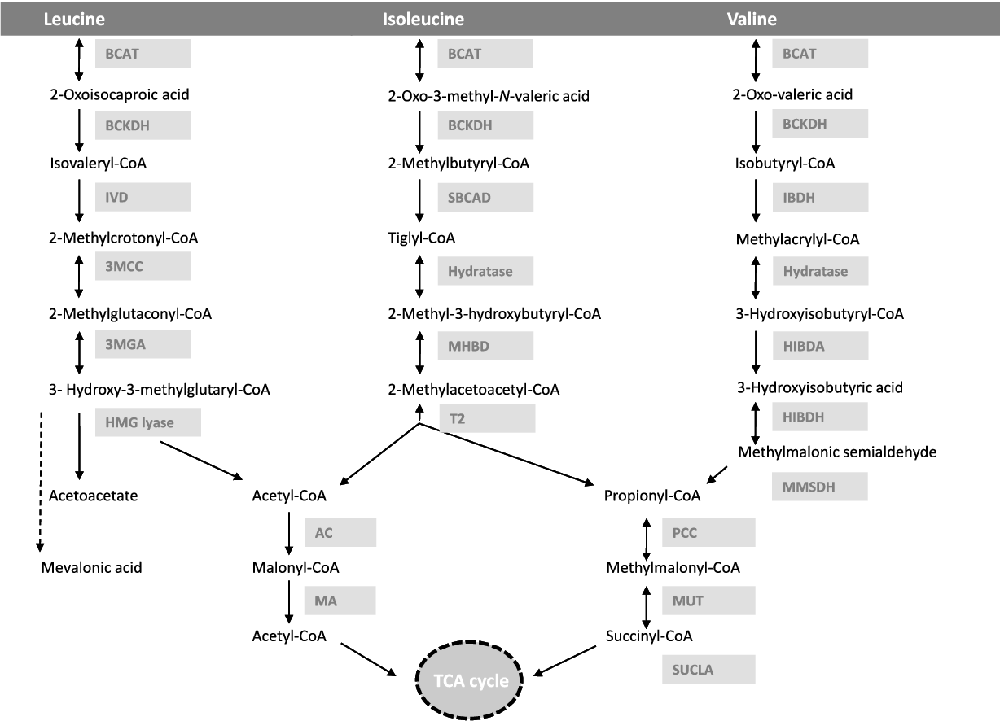 Leucine Isoleucine Valine
BCAT BCAT BCAT
2-Oxoisocaproic acid 2-Oxo-3-methyl-N-valeric acid 2-Oxo-valeric acid
BCKDH BCKDH BCKDH
Isovaleryl-CoA 2-Methylbutyryl-CoA Isobutyryl-CoA
IVD SBCAD IBDH
2-Methylcrotonyl-CoA Tiglyl-CoA Methylacrylyl-CoA
3MCC Hydratase Hydratase
2-Methylglutaconyl-CoA 2-Methyl-3-hydroxybutyryl-CoA 3-Hydroxyisobutyryl-CoA
3MGA MHBD HIBDA
3- Hydroxy-3-methylglutaryl-CoA 2-Methylacetoacetyl-CoA 3-Hydroxyisobutyric acid
HMG lyase T2 HIBDH
Methylmalonic semialdehyde
Acetoacetate Acetyl-CoA Propionyl-CoA MMSDH
AC PCC
Mevalonic acid Malonyl-CoA Methylmalonyl-CoA
MA MUT
Acetyl-CoA Succinyl-CoA
TCA cycle SUCLA